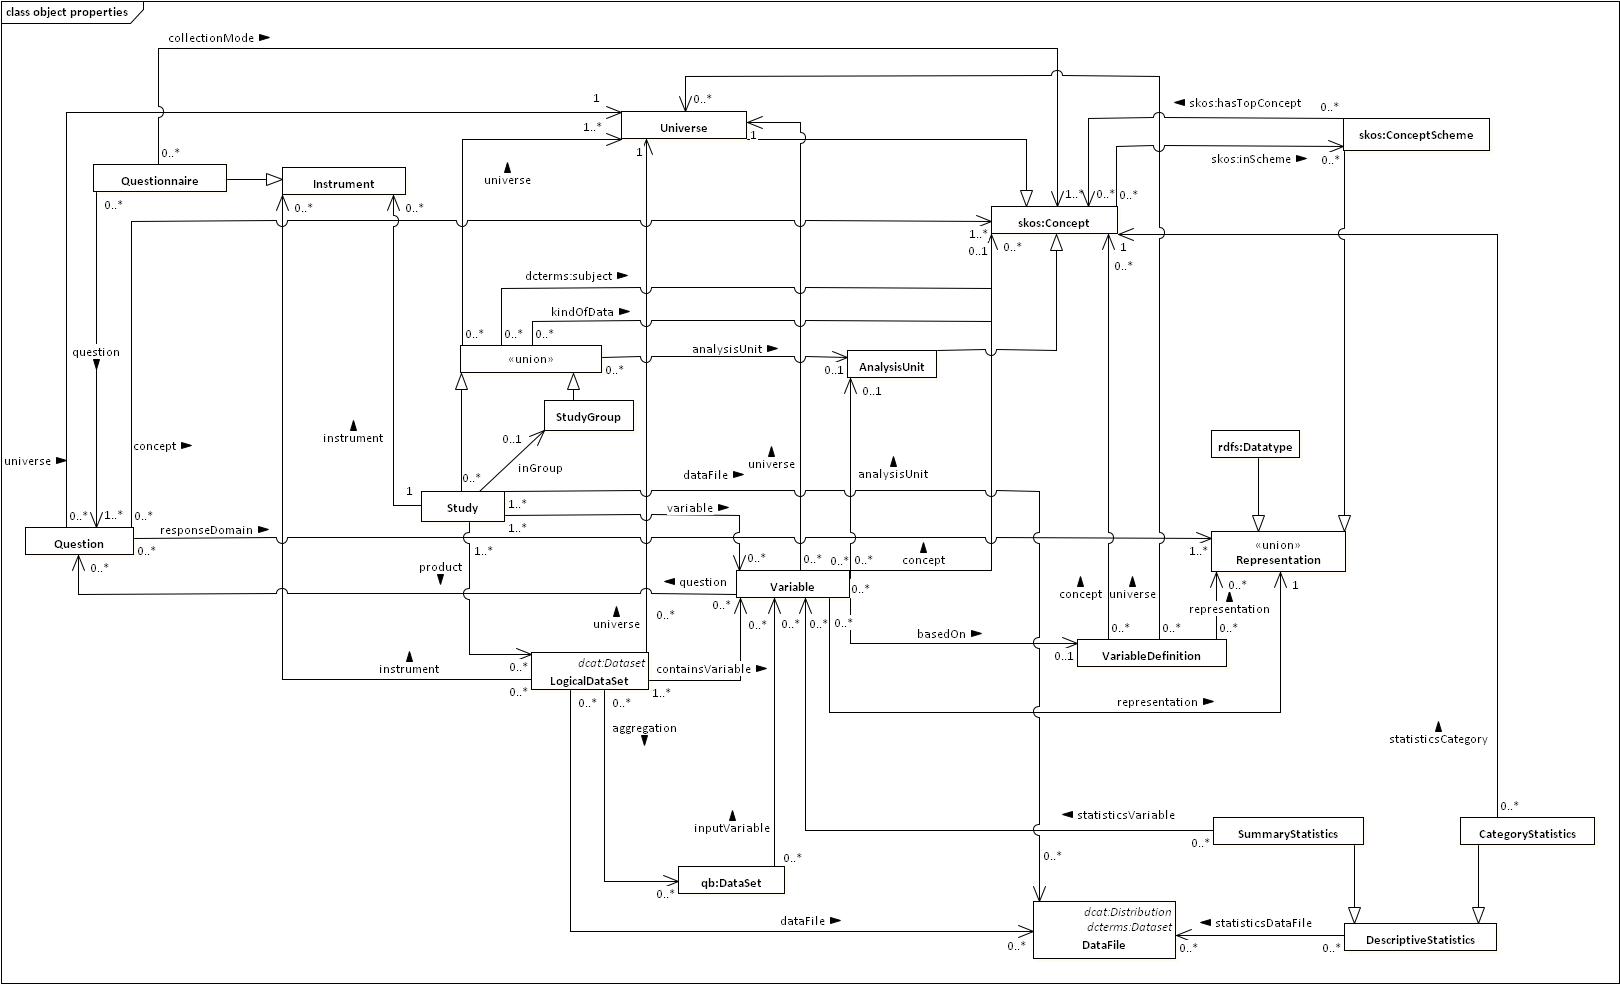 class object properties
collectionMode ►
0..*
1
Universe
1..*
1
1
◄ skos:hasTopConcept
0..*
skos:ConceptScheme
skos:inScheme ►
0..*
0..*
Questionnaire
0..*
Instrument
0..*
0..*
▲
universe
1..*
0..*
0..*
skos:Concept
1..*
0..1
0..*
1
0..*
dcterms:subject ►
kindOfData ►
0..*
0..*
0..*
«union»
0..*
analysisUnit ►
0..1
AnalysisUnit
0..1
question
▼
StudyGroup
0..1
inGroup
▲
instrument
concept ►
universe ►
rdfs:Datatype
▲
universe
dataFile ►
▲
analysisUnit
0..*
1
Study
1..*
1..*
variable ►
0..*
1..*
0..*
Question
0..*
responseDomain ►
0..*
1..*
«union»
Representation
1..*
product
▼
◄ question
0..*
0..*
0..*
0..*
0..*
Variable
0..*
▲
concept
▲
concept
▲
universe
0..*
1
▲
representation
0..*
0..*
0..*
0..*
0..*
0..*
0..*
0..*
▲
universe
basedOn ►
0..1
VariableDefinition
▲
instrument
0..*
0..*
dcat:Dataset
LogicalDataSet
containsVariable ►
1..*
0..*
0..*
aggregation
▼
representation ►
▲
statisticsCategory
0..*
▲
inputVariable
◄ statisticsVariable
0..*
SummaryStatistics
CategoryStatistics
0..*
0..*
0..*
qb:DataSet
dataFile ►
0..*
dcat:Distribution
dcterms:Dataset
DataFile
◄ statisticsDataFile
0..*
0..*
DescriptiveStatistics